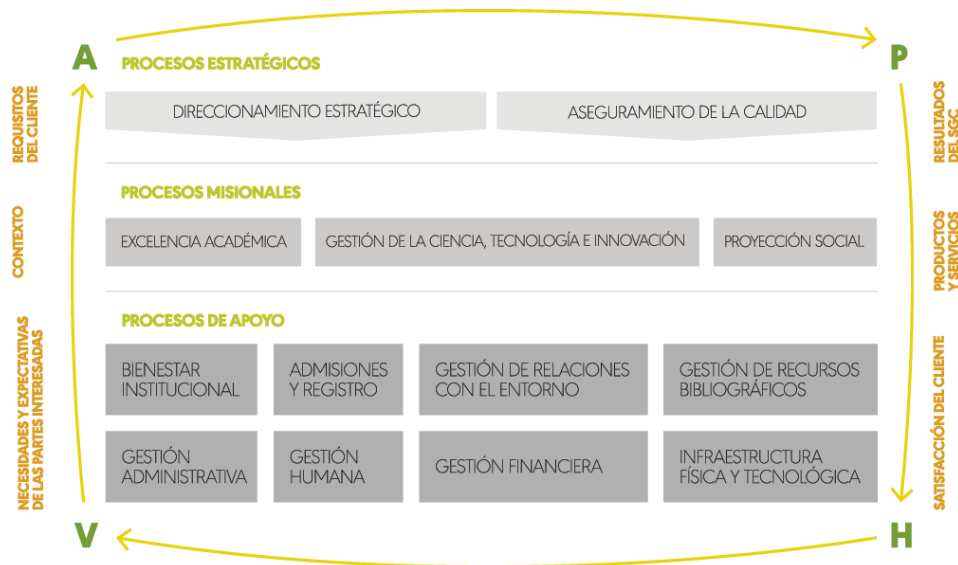 A
P
PROCESOS ESTRATÉGICOS
DIRECCIONAMIENTO ESTRATÉGICO
ASEGURAMIENTO DE LA CALIDAD
REQUISITOS
DEL CLIENTE
RESULTADOS
DEL SGC
PROCESOS MISIONALES
EXCELENCIA ACADÉMICA
GESTIÓN DE LA CIENCIA, TECNOLOGÍA E INNOVACIÓN
PROYECCIÓN SOCIAL
CONTEXTO
PRODUCTOS
Y SERVICIOS
PROCESOS DE APOYO
BIENESTAR
INSTITUCIONAL
ADMISIONES
Y REGISTRO
GESTIÓN DE RELACIONES
CON EL ENTORNO
GESTIÓN DE RECURSOS
BIBLIOGRÁFICOS
GESTIÓN
ADMINISTRATIVA
GESTIÓN
HUMANA
GESTIÓN FINANCIERA
INFRAESTRUCTURA
FÍSICA Y TECNOLÓGICA
NECESIDADES Y EXPECTATIVAS
DE LAS PARTES INTERESADAS
SATISFACCIÓN DEL CLIENTE
V
H